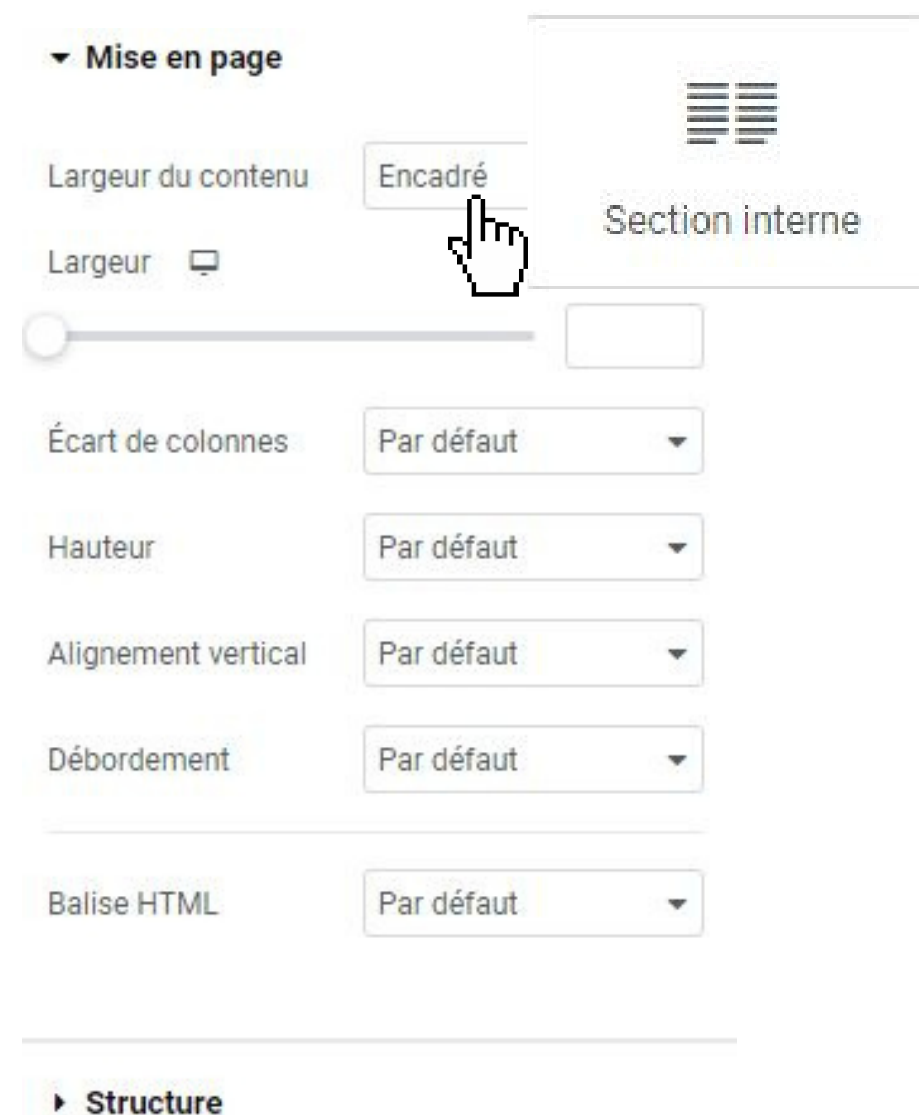 Mise en page
Largeur du contenu Encadré
Section interne
Largeur
Écart de colonnes Par défaut
Hauteur Par défaut
Alignement vertical Par défaut
Débordement Par défaut
Balise HTML Par défaut
Structure